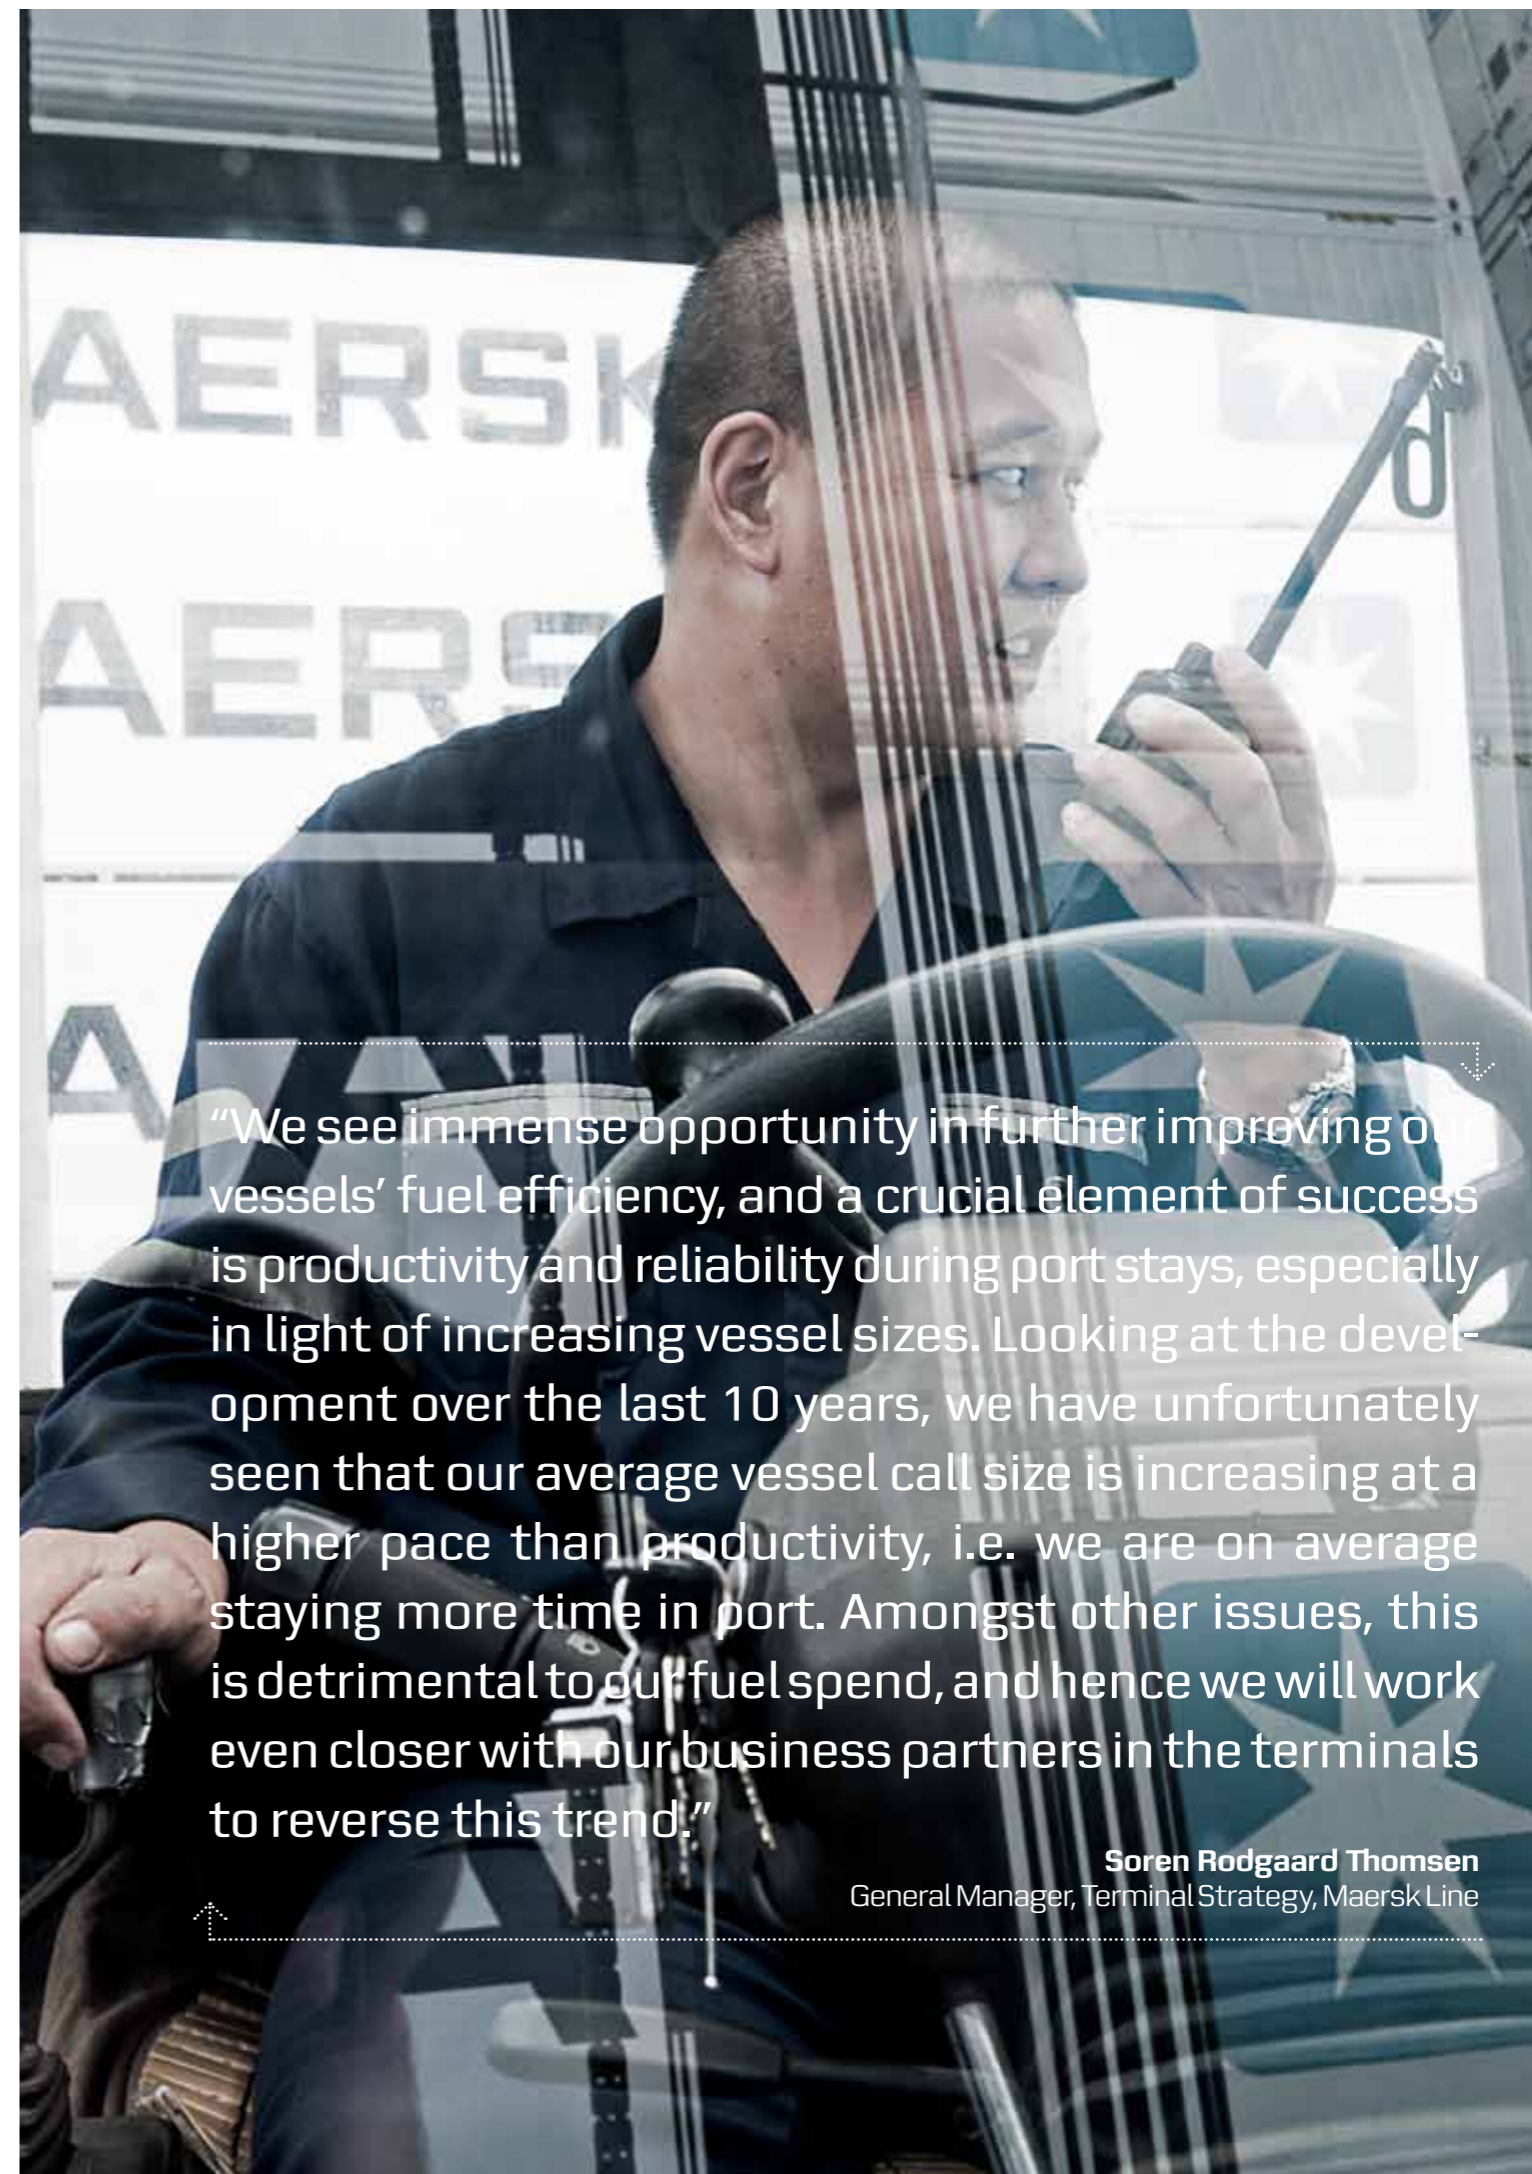 AERSK
AERS
A
“We see immense opportunity in further improving our
vessels’ fuel efficiency, and a crucial element of success
is productivity and reliability during port stays, especially
in light of increasing vessel sizes. Looking at the devel-
opment over the last 10 years, we have unfortunately
seen that our average vessel call size is increasing at a
higher pace than productivity, i.e. we are on average
staying more time in port. Amongst other issues, this
is detrimental to our fuel spend, and hence we will work
even closer with our business partners in the terminals
to reverse this trend.”
Soren Rodgaard Thomsen
General Manager, Terminal Strategy, Maersk Line